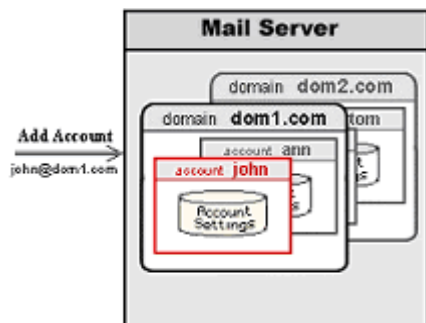 Mail Server
domain dom2.com
domain dom1.com
tom
Add Account
account ann
john@dom1.com
account john
Account
Settings